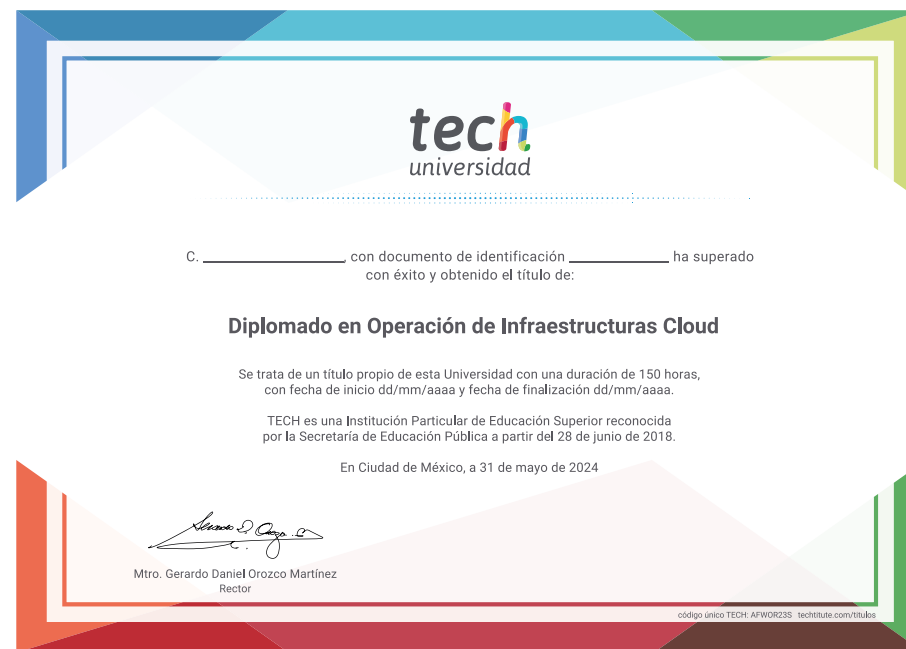 tech
universidad
C. ____________________, con documento de identificación ______________ ha superado
con éxito y obtenido el título de:
Diplomado en Operación de Infraestructuras Cloud
Se trata de un título propio de esta Universidad con una duración de 150 horas,
con fecha de inicio dd/mm/aaaa y fecha de finalización dd/mm/aaaa.
TECH es una Institución Particular de Educación Superior reconocida
por la Secretaría de Educación Pública a partir del 28 de junio de 2018.
En Ciudad de México, a 31 de mayo de 2024
Mtro. Gerardo Daniel Orozco Martínez
Rector
código único TECH: AFWOR23S techtitute.com/titulos